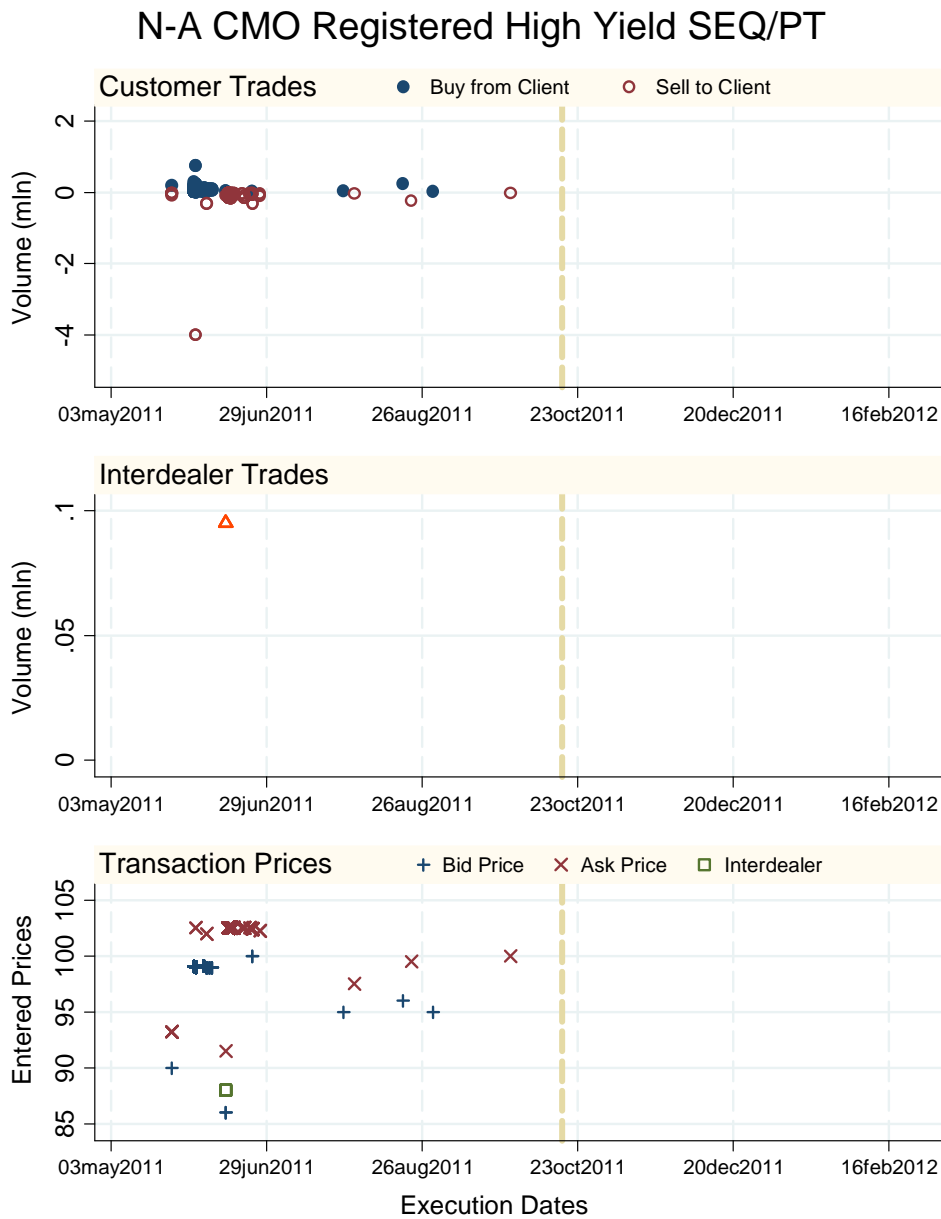 N-A CMO Registered High Yield SEQ/PT
Customer Trades Buy from Client Sell to Client
Volume (mln)
2
0
-2
-4
03may2011 29jun2011 26aug2011 23oct2011 20dec2011 16feb2012
Interdealer Trades
Volume (mln)
.1
.05
0
03may2011 29jun2011 26aug2011 23oct2011 20dec2011 16feb2012
Transaction Prices Bid Price Ask Price Interdealer
Entered Prices
105
100
95
90
85
03may2011 29jun2011 26aug2011 23oct2011 20dec2011 16feb2012
Execution Dates